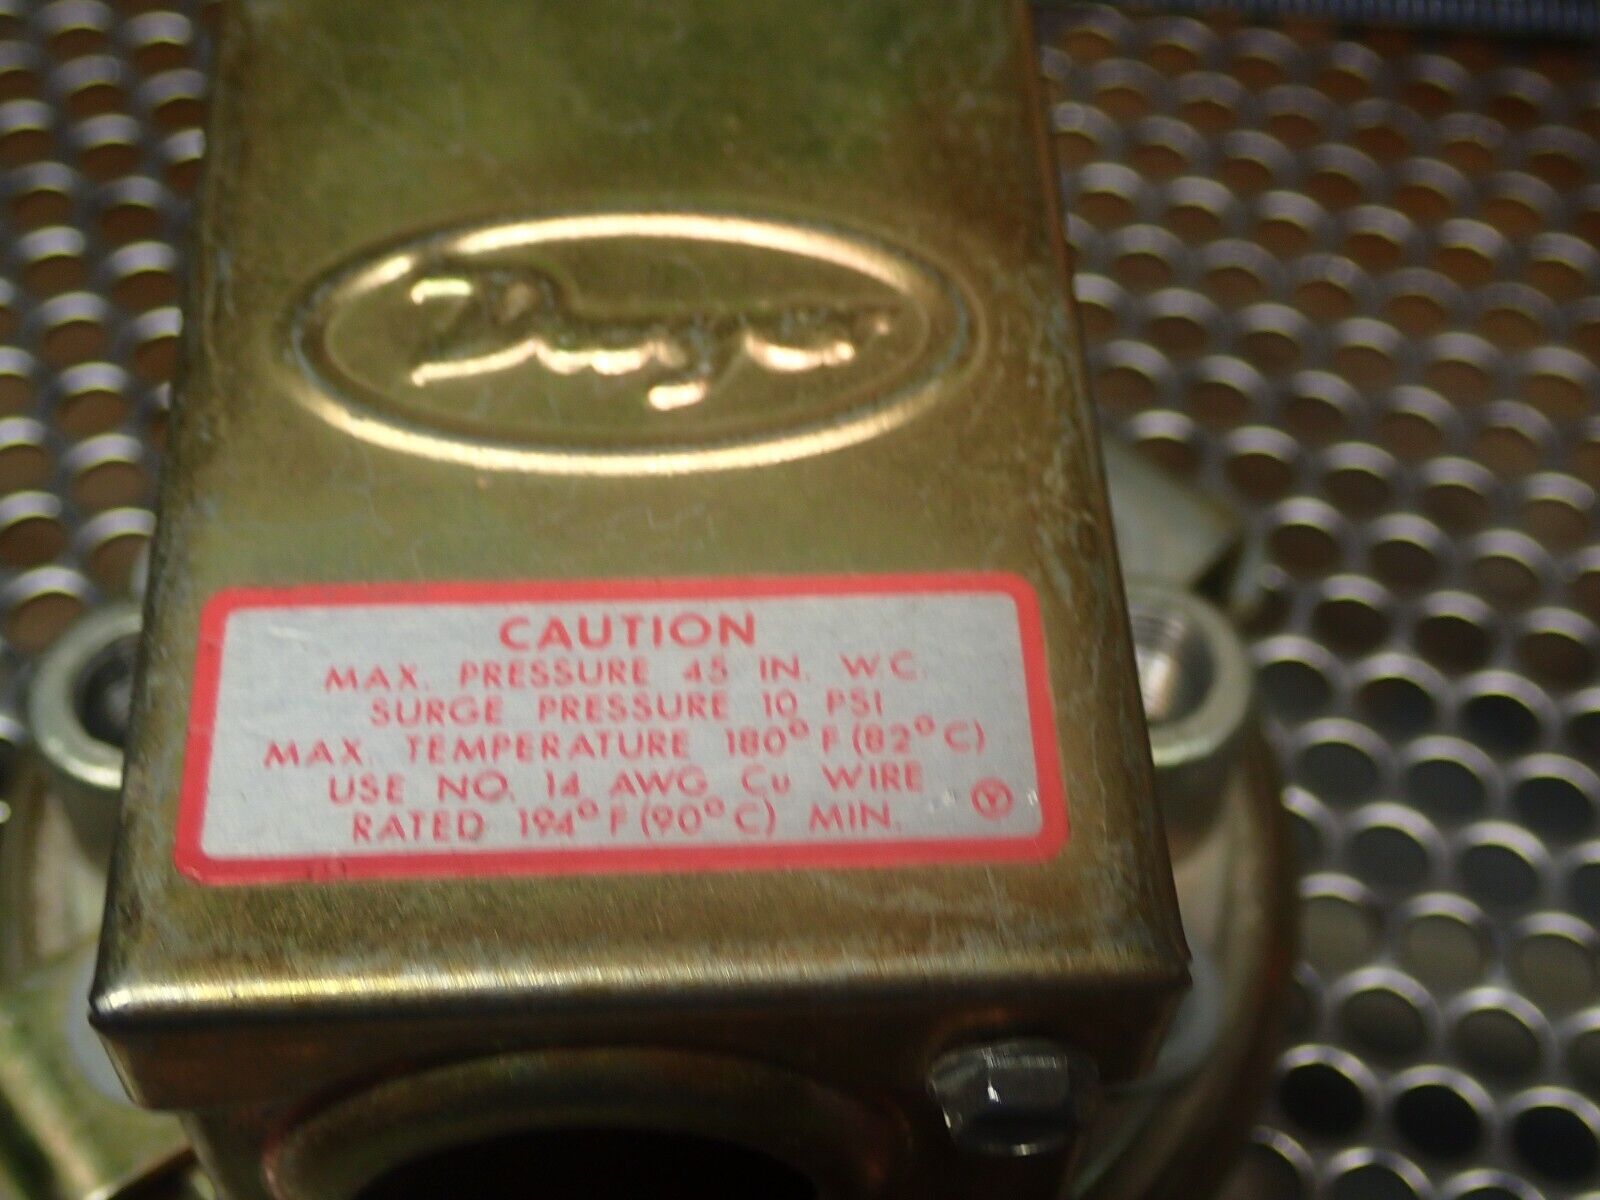 Dwyer
CAUTION
MAX. PRESSURE 45 IN. W.C.
SURGE PRESSURE 10 PSI
MAX. TEMPERATURE 180° F (82° C)
USE NO. 14 AWG Cu WIRE
RATED 194° F (90° C) MIN.
Y